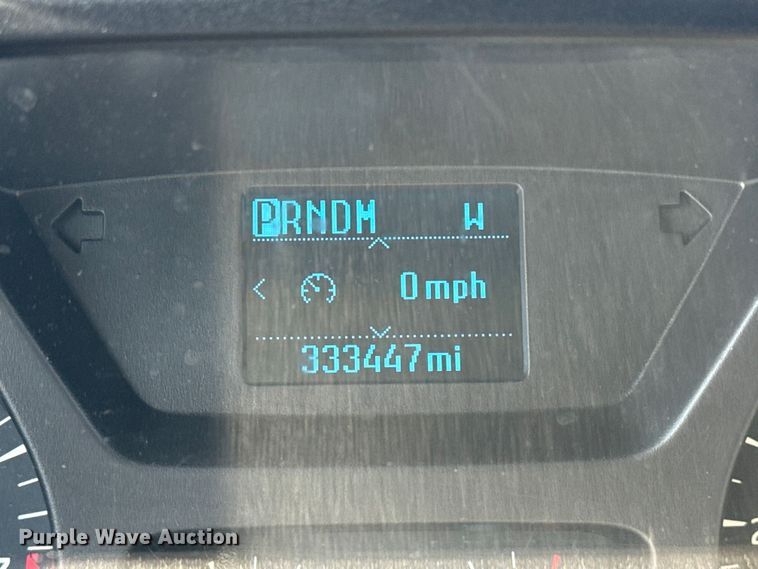 PRNDM W
0 mph
333447 mi
Purple Wave Auction